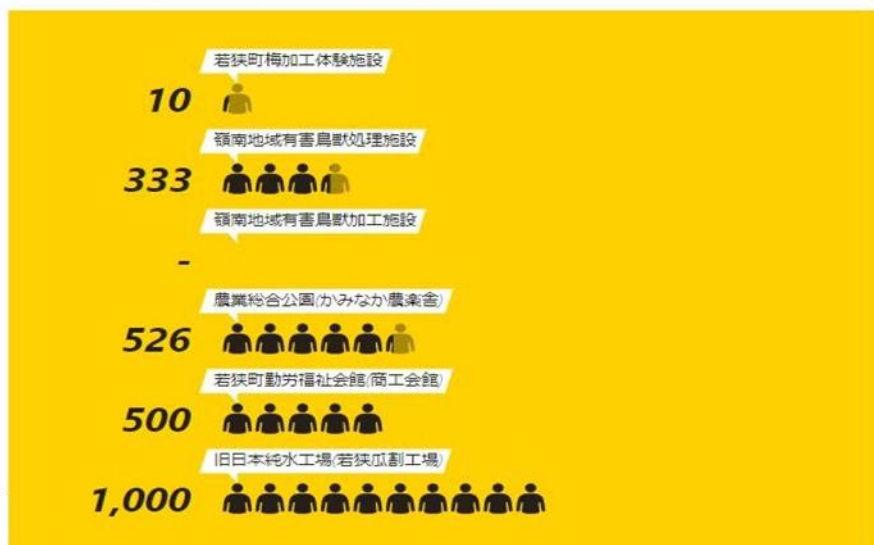 若狭町梅加工体験施設
10
嶺南地域有害鳥獣処理施設
333
嶺南地域有害鳥獣加工施設
-
農業総合公園(かみなか農楽舎)
526
若狭町勤労福祉会館(商工会館)
500
旧日本純水工場(若狭瓜割工場)
1,000